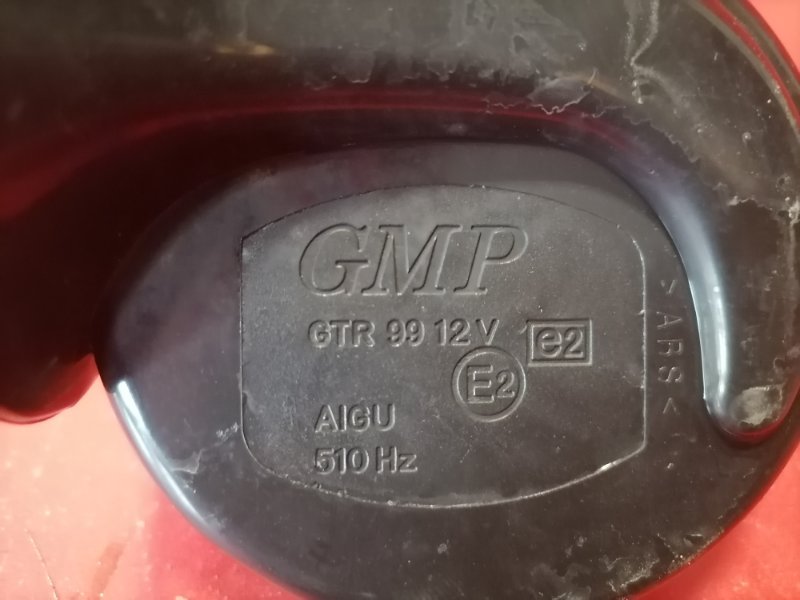 GMP
GTR 99 12 V
e2
E2
AIGU
510 Hz
>ABS<